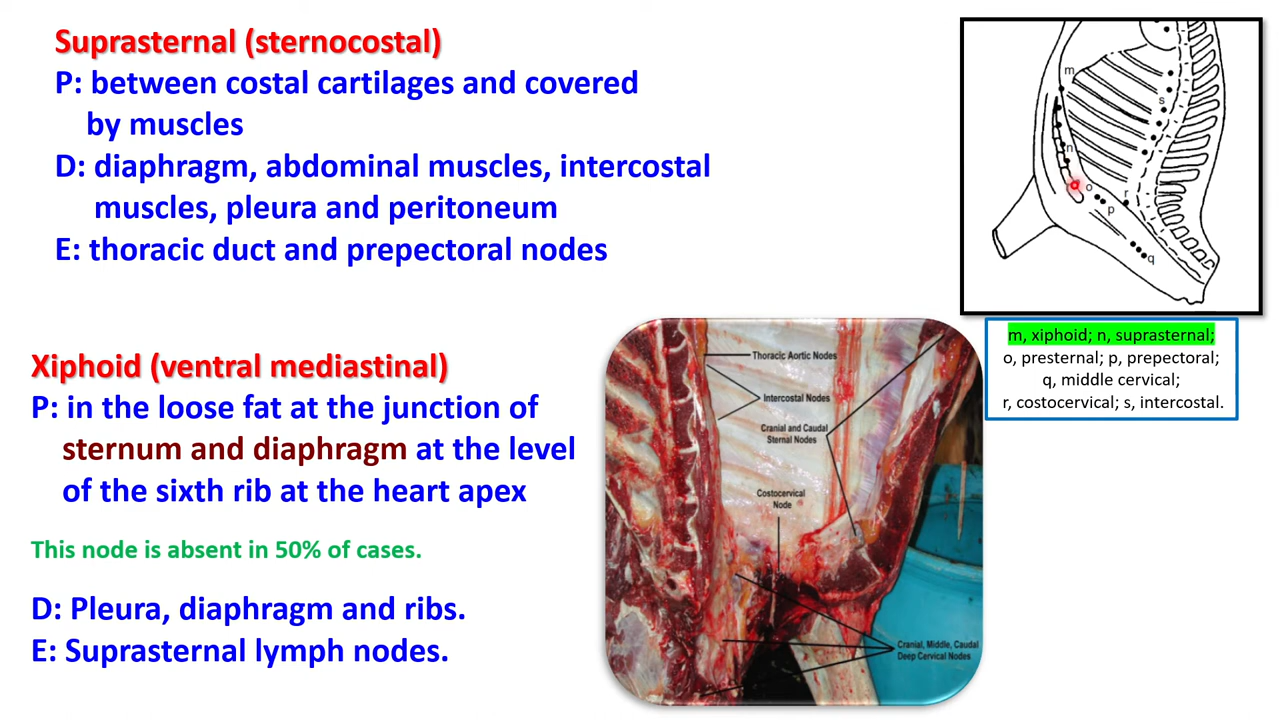 Suprasternal (sternocostal)
P: between costal cartilages and covered
by muscles
D: diaphragm, abdominal muscles, intercostal
muscles, pleura and peritoneum
E: thoracic duct and prepectoral nodes
Xiphoid (ventral mediastinal)
P: in the loose fat at the junction of
sternum and diaphragm at the level
of the sixth rib at the heart apex
This node is absent in 50% of cases.
D: Pleura, diaphragm and ribs.
E: Suprasternal lymph nodes.
m
s
n
o
r
p
q
m, xiphoid; n, suprasternal;
o, presternal; p, prepectoral;
q, middle cervical;
r, costocervical; s, intercostal.
Thoracic Aortic Nodes
Intercostal Nodes
Cranial and Caudal
Sternal Nodes
Costocervical
Node
Cranial, Middle, Caudal
Deep Cervical Nodes